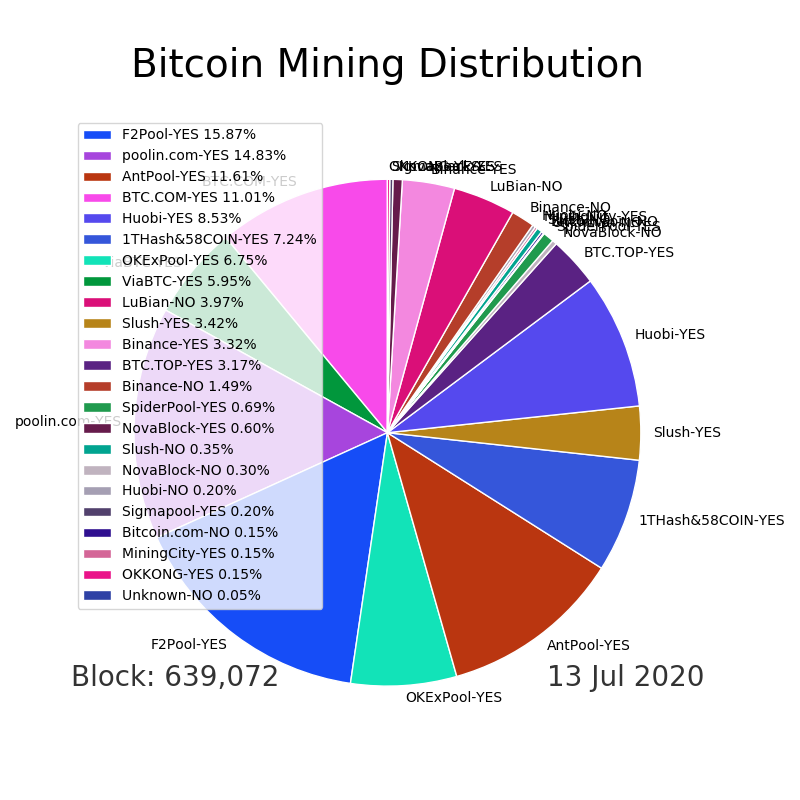 Bitcoin Mining Distribution
F2Pool-YES 15.87%
poolin.com-YES 14.83%
AntPool-YES 11.61%
BTC.COM-YES 11.01%
Huobi-YES 8.53%
1THash&58COIN-YES 7.24%
OKExPool-YES 6.75%
ViaBTC-YES 5.95%
LuBian-NO 3.97%
Slush-YES 3.42%
Binance-YES 3.32%
BTC.TOP-YES 3.17%
Binance-NO 1.49%
SpiderPool-YES 0.69%
NovaBlock-YES 0.60%
Slush-NO 0.35%
NovaBlock-NO 0.30%
Huobi-NO 0.20%
Sigmapool-YES 0.20%
Bitcoin.com-NO 0.15%
MiningCity-YES 0.15%
OKKONG-YES 0.15%
Unknown-NO 0.05%
BTC.COM-YES
poolin.com-YES
F2Pool-YES
OKExPool-YES
AntPool-YES
1THash&58COIN-YES
Slush-YES
Huobi-YES
BTC.TOP-YES
NovaBlock-NO
Binance-NO
LuBian-NO
Binance-YES
Block: 639,072
13 Jul 2020